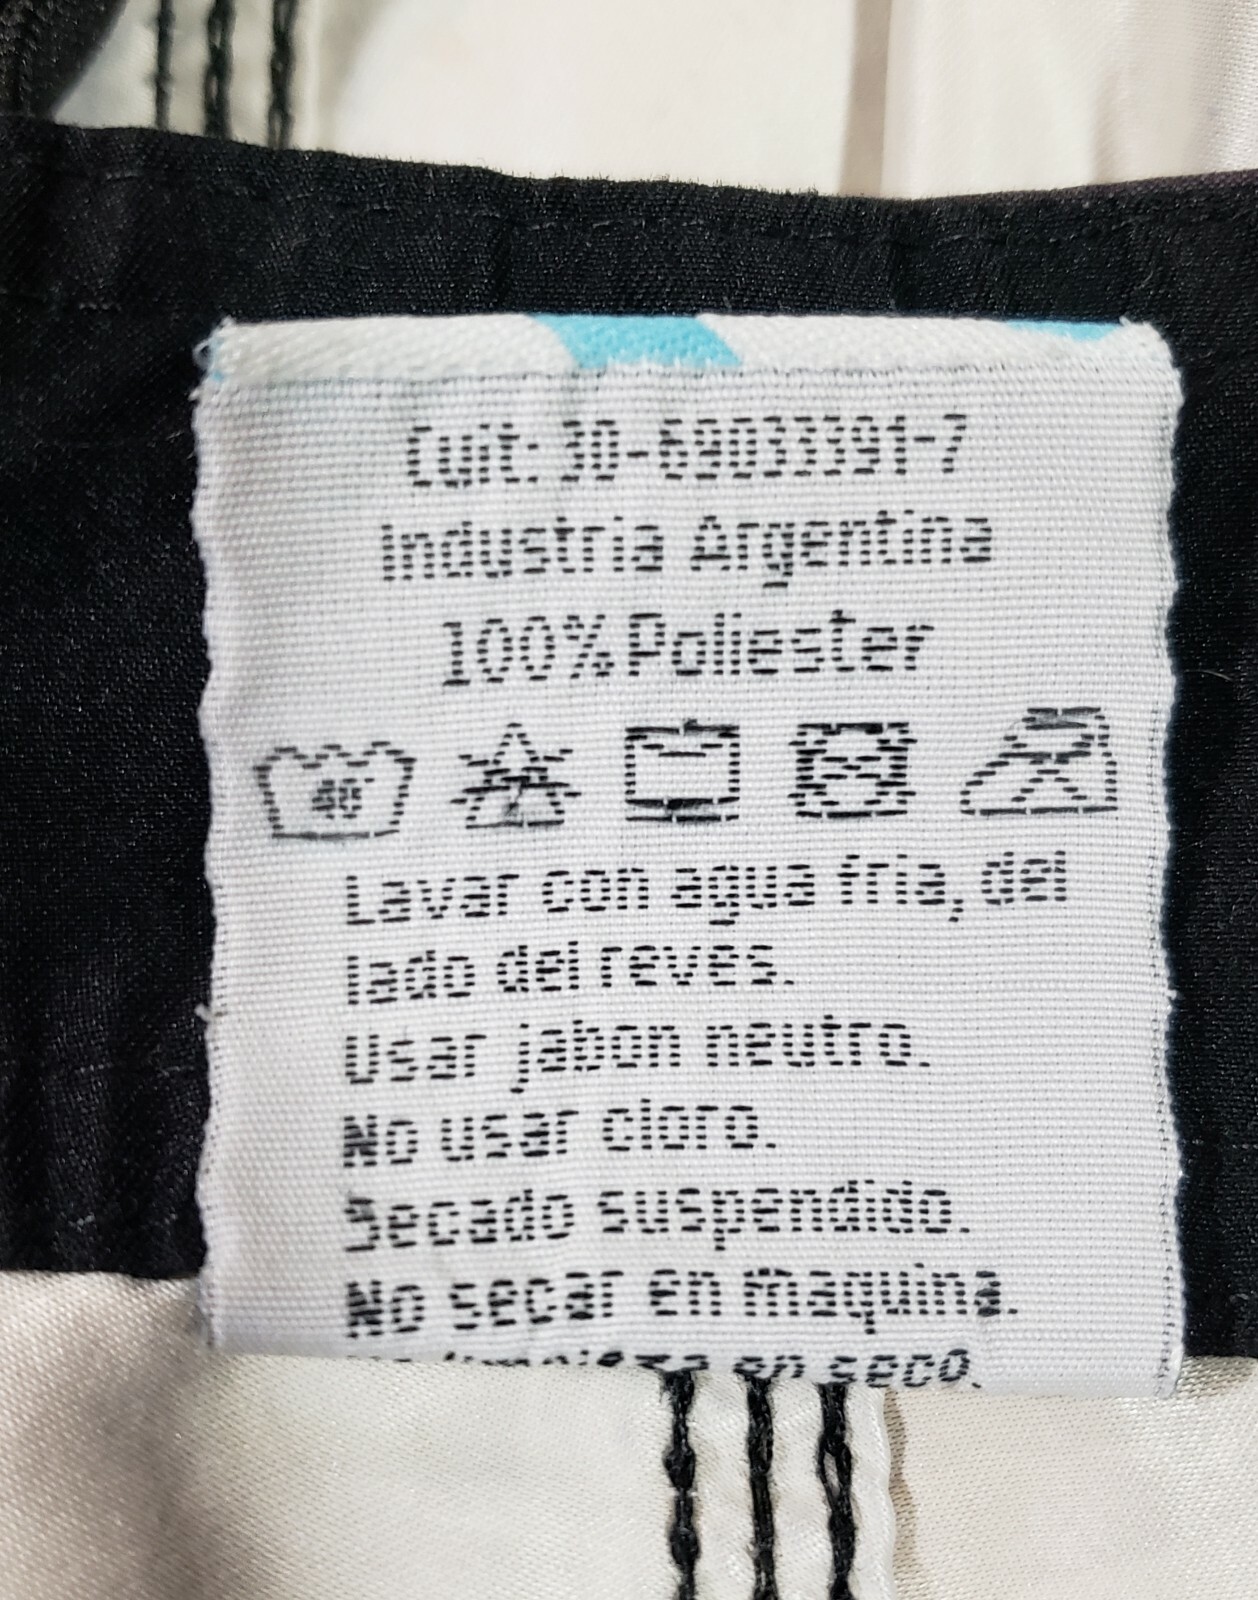 Cuit: 30-69033391-7
Industria Argentina
100% Poliester
40°
Lavar con agua fria, del
lado del reves.
Usar jabon neutro.
No usar cloro.
Secado suspendido.
No secar en maquina.
en seco.